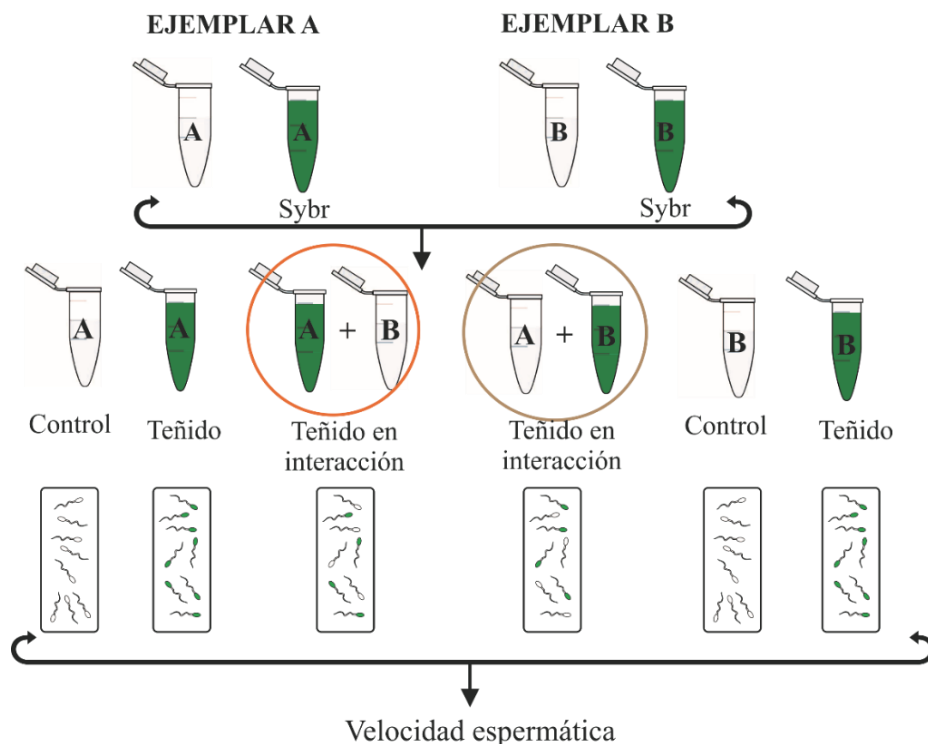 EJEMPLAR A EJEMPLAR B
A A B B
Sybr Sybr
A A A + B A + B B B
Control Teñido Teñido en interacción Teñido en interacción Control Teñido
Velocidad espermática